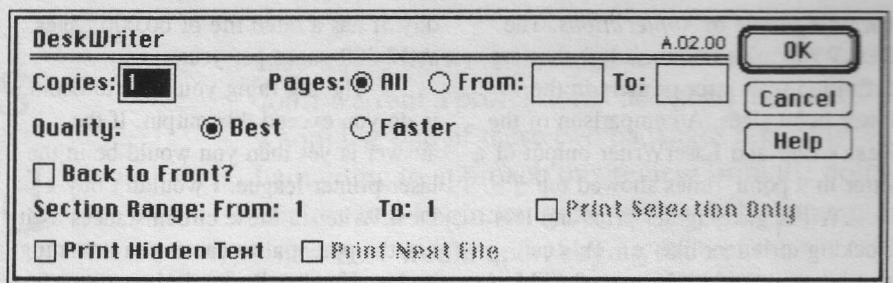 DeskWriter A.02.00 OK
Copies: 1 Pages: All From: To: Cancel
Quality: Best Faster Help
Back to Front?
Section Range: From: 1 To: 1 Print Selection Only
Print Hidden Text Print Next File